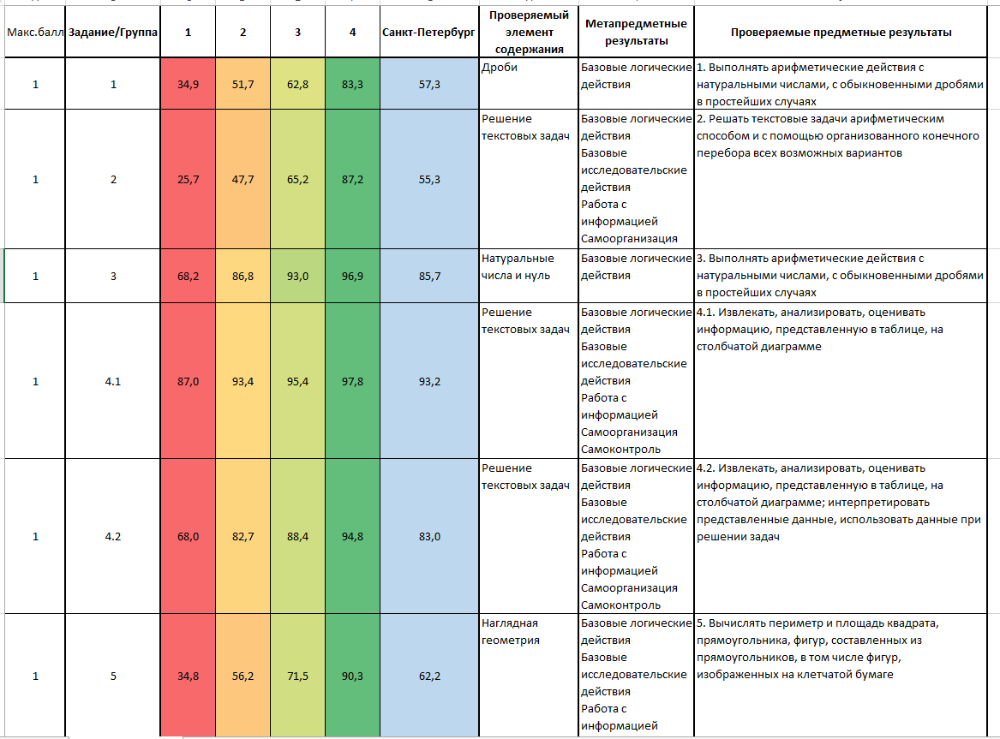 Макс.балл Задание/Группа 1 2 3 4 Санкт-Петербург Проверяемый элемент содержания Метапредметные результаты Проверяемые предметные результаты
1 1 34,9 51,7 62,8 83,3 57,3
Дроби
Базовые логические
действия
1. Выполнять арифметические действия с
натуральными числами, с обыкновенными дробями
в простейших случаях
1 2 25,7 47,7 65,2 87,2 55,3
Решение
текстовых задач
Базовые логические
действия
Базовые
исследовательские
действия
Работа с
информацией
Самоорганизация
2. Решать текстовые задачи арифметическим
способом и с помощью организованного конечного
перебора всех возможных вариантов
1 3 68,2 86,8 93,0 96,9 85,7
Натуральные
числа и нуль
Базовые логические
действия
3. Выполнять арифметические действия с
натуральными числами, с обыкновенными дробями
в простейших случаях
1 4.1 87,0 93,4 95,4 97,8 93,2
Решение
текстовых задач
Базовые логические
действия
Базовые
исследовательские
действия
Работа с
информацией
Самоорганизация
Самоконтроль
4.1. Извлекать, анализировать, оценивать
информацию, представленную в таблице, на
столбчатой диаграмме
1 4.2 68,0 82,7 88,4 94,8 83,0
Решение
текстовых задач
Базовые логические
действия
Базовые
исследовательские
действия
Работа с
информацией
Самоорганизация
Самоконтроль
4.2. Извлекать, анализировать, оценивать
информацию, представленную в таблице, на
столбчатой диаграмме; интерпретировать
представленные данные, использовать данные при
решении задач
1 5 34,8 56,2 71,5 90,3 62,2
Наглядная
геометрия
Базовые логические
действия
Базовые
исследовательские
действия
Работа с
информацией
5. Вычислять периметр и площадь квадрата,
прямоугольника, фигур, составленных из
прямоугольников, в том числе фигур,
изображенных на клетчатой бумаге